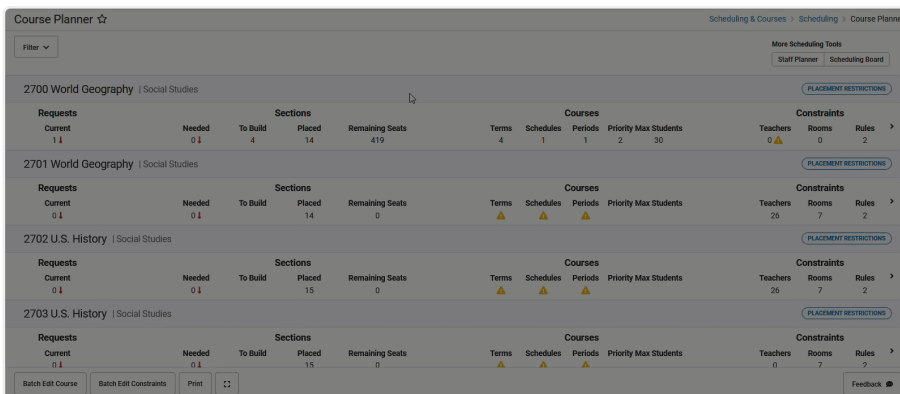 Course Planner
Scheduling & Courses > Scheduling > Course Planne
Filter
More Scheduling Tools
Staff Planner Scheduling Board
2700 World Geography | Social Studies PLACEMENT RESTRICTIONS
Requests Sections Courses Constraints
Current Needed To Build Placed Remaining Seats Terms Schedules Periods Priority Max Students Teachers Rooms Rules
1 0 4 14 419 4 1 1 2 30 0 0 2
2701 World Geography | Social Studies PLACEMENT RESTRICTIONS
Requests Sections Courses Constraints
Current Needed To Build Placed Remaining Seats Terms Schedules Periods Priority Max Students Teachers Rooms Rules
0 0 14 0 26 7 2
2702 U.S. History | Social Studies PLACEMENT RESTRICTIONS
Requests Sections Courses Constraints
Current Needed To Build Placed Remaining Seats Terms Schedules Periods Priority Max Students Teachers Rooms Rules
0 0 15 0 26 7 2
2703 U.S. History | Social Studies PLACEMENT RESTRICTIONS
Requests Sections Courses Constraints
Current Needed To Build Placed Remaining Seats Terms Schedules Periods Priority Max Students Teachers Rooms Rules
0 0 15 0 0 7 2
Batch Edit Course Batch Edit Constraints Print Feedback